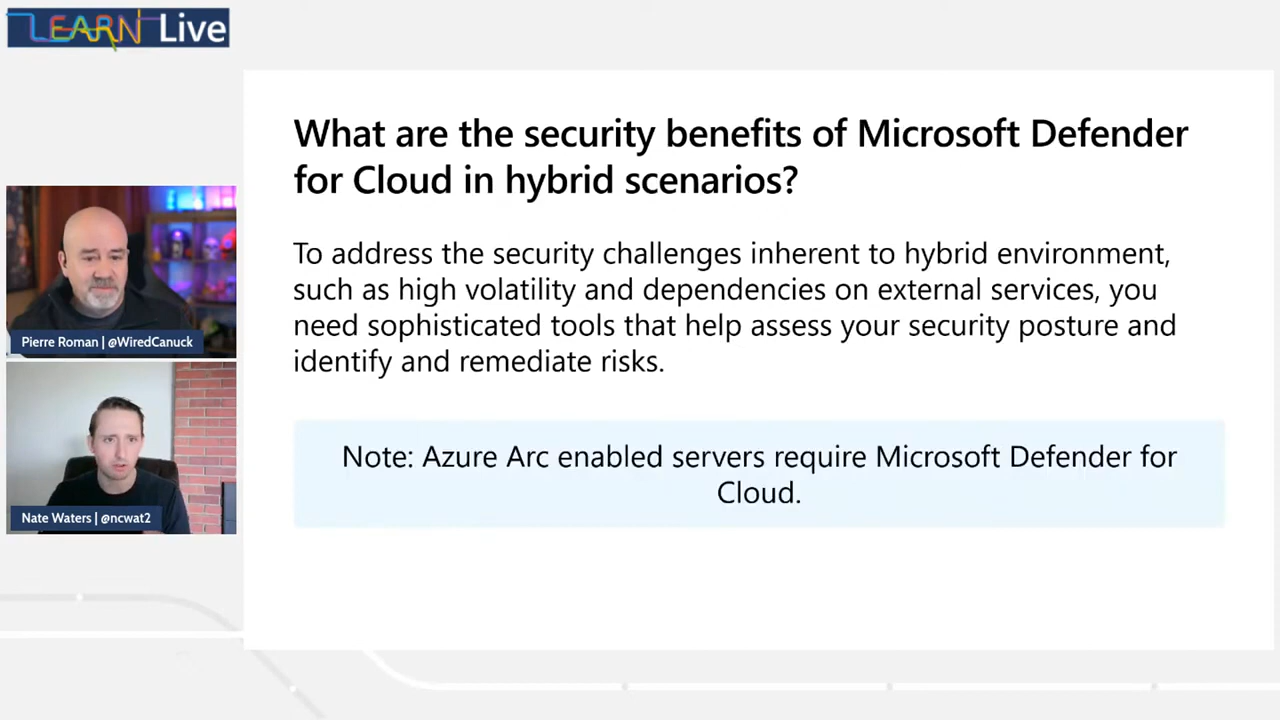 LEARN Live
What are the security benefits of Microsoft Defender
for Cloud in hybrid scenarios?
To address the security challenges inherent to hybrid environment,
such as high volatility and dependencies on external services, you
need sophisticated tools that help assess your security posture and
identify and remediate risks.
Note: Azure Arc enabled servers require Microsoft Defender for
Cloud.
Pierre Roman | @WiredCanuck
Nate Waters | @ncwat2